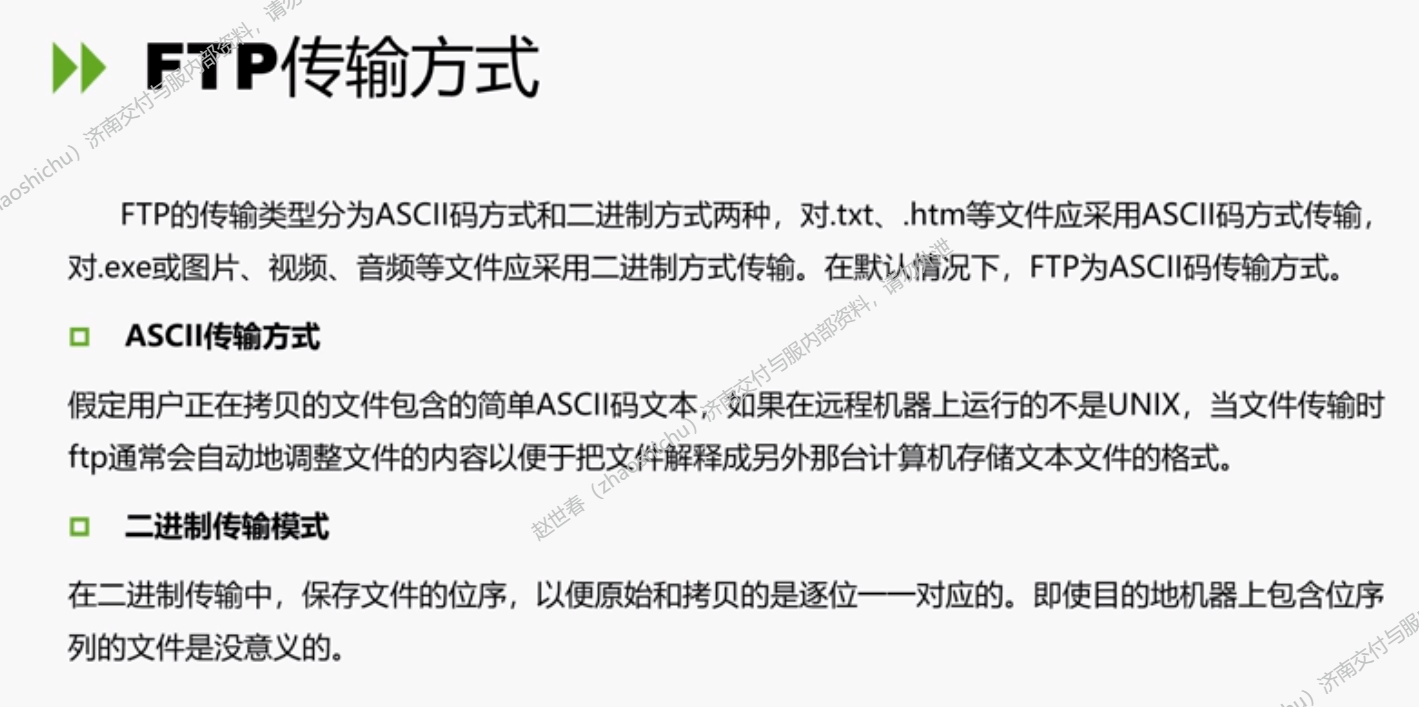 FTP传输方式
FTP的传输类型分为ASCII码方式和二进制方式两种，对.txt、.htm等文件应采用ASCII码方式传输，
对.exe或图片、视频、音频等文件应采用二进制方式传输。在默认情况下，FTP为ASCII码传输方式。
ASCII传输方式
假定用户正在拷贝的文件包含的简单ASCII码文本，如果在远程机器上运行的不是UNIX，当文件传输时
ftp通常会自动地调整文件的内容以便于把文件解释成另外那台计算机存储文本文件的格式。
二进制传输模式
在二进制传输中，保存文件的位序，以便原始和拷贝的是逐位一一对应的。即使目的地机器上包含位序
列的文件是没意义的。
aoshichu）济南交付与服内部资料，请勿
赵世春（zhaoshichu）济南交付与服内部资料，请勿外泄
hu）济南交付与服